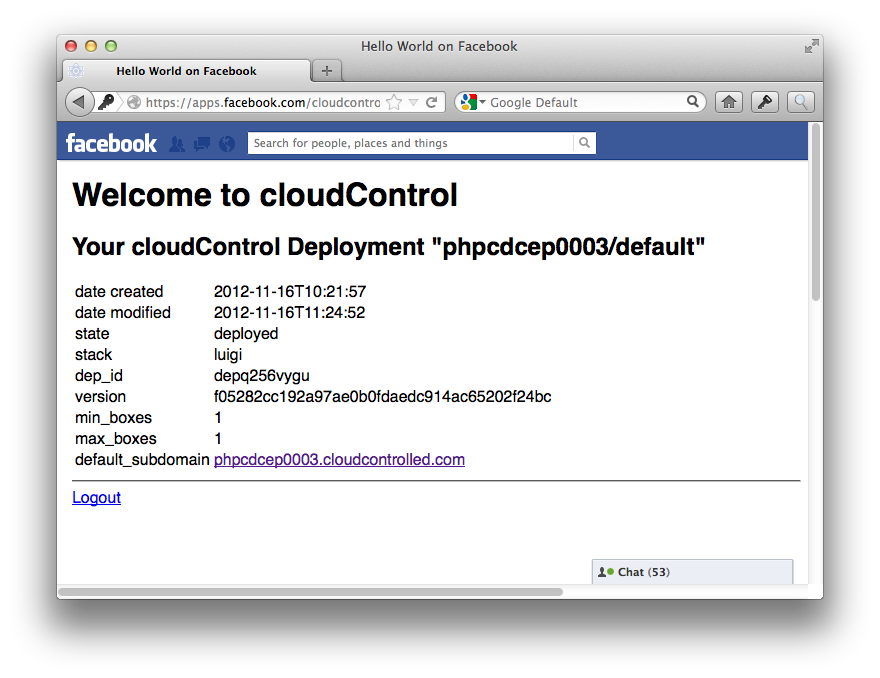 Hello World on Facebook
Hello World on Facebook
https://apps.facebook.com/cloudcontro
Google Default
facebook
Search for people, places and things
Welcome to cloudControl
Your cloudControl Deployment "phpcdcep0003/default"
date created 2012-11-16T10:21:57
date modified 2012-11-16T11:24:52
state deployed
stack luigi
dep_id depq256vygu
version f05282cc192a97ae0b0fdaedc914ac65202f24bc
min_boxes 1
max_boxes 1
default_subdomain phpcdcep0003.cloudcontrolled.com
Logout
Chat (53)